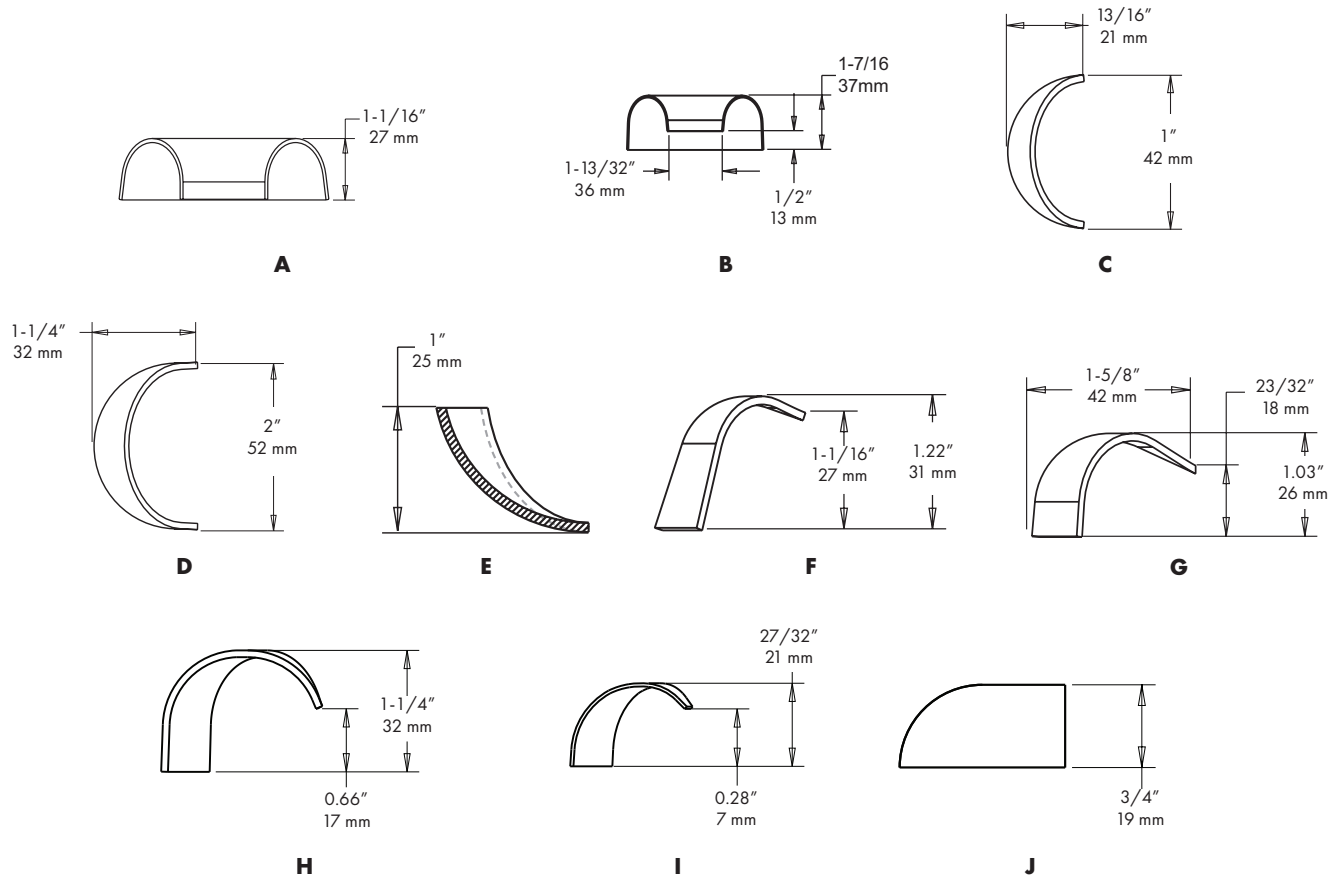 1-1/16”
27 mm
A
1-7/16
37mm
1-13/32”
36 mm
1/2”
13 mm
B
13/16”
21 mm
1”
42 mm
C
1-1/4”
32 mm
2”
52 mm
D
1”
25 mm
E
1-1/16”
27 mm
1.22”
31 mm
F
1-5/8”
42 mm
23/32”
18 mm
1.03”
26 mm
G
1-1/4”
32 mm
0.66”
17 mm
H
27/32”
21 mm
0.28”
7 mm
I
3/4”
19 mm
J